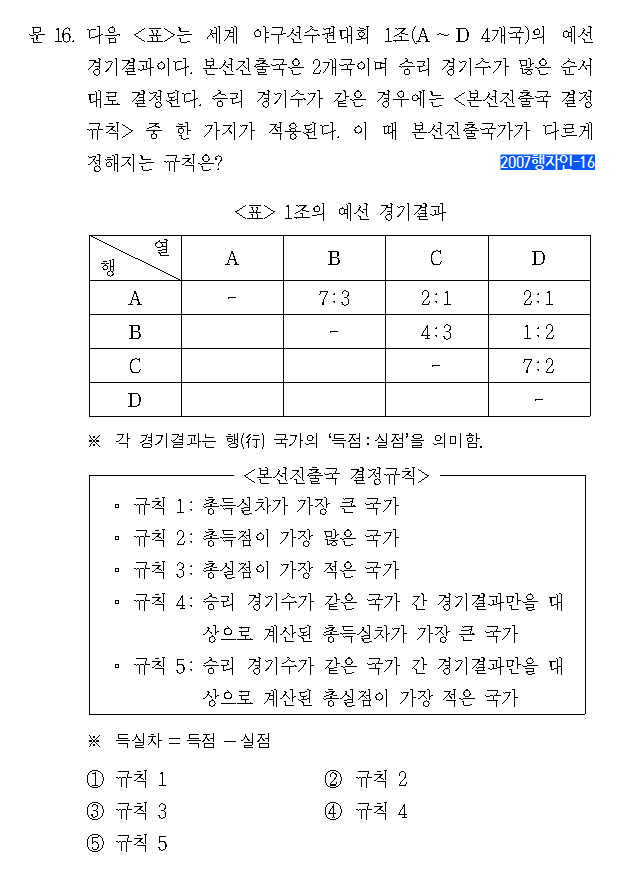 문 16. 다음 <표>는 세계 야구선수권대회 1조(A ~ D 4개국)의 예선
경기결과이다. 본선진출국은 2개국이며 승리 경기수가 많은 순서
대로 결정된다. 승리 경기수가 같은 경우에는 <본선진출국 결정
규칙> 중 한 가지가 적용된다. 이 때 본선진출국가가 다르게
정해지는 규칙은?
2007행자인-16
<표> 1조의 예선 경기결과
행 열 A B C D
A - 7:3 2:1 2:1
B - 4:3 1:2
C - 7:2
D -
※ 각 경기결과는 행(行) 국가의 '득점:실점'을 의미함.
<본선진출국 결정규칙>
▫ 규칙 1: 총득실차가 가장 큰 국가
▫ 규칙 2: 총득점이 가장 많은 국가
▫ 규칙 3: 총실점이 가장 적은 국가
▫ 규칙 4: 승리 경기수가 같은 국가 간 경기결과만을 대
상으로 계산된 총득실차가 가장 큰 국가
▫ 규칙 5: 승리 경기수가 같은 국가 간 경기결과만을 대
상으로 계산된 총실점이 가장 적은 국가
※ 득실차 = 득점 - 실점
① 규칙 1 ② 규칙 2
③ 규칙 3 ④ 규칙 4
⑤ 규칙 5